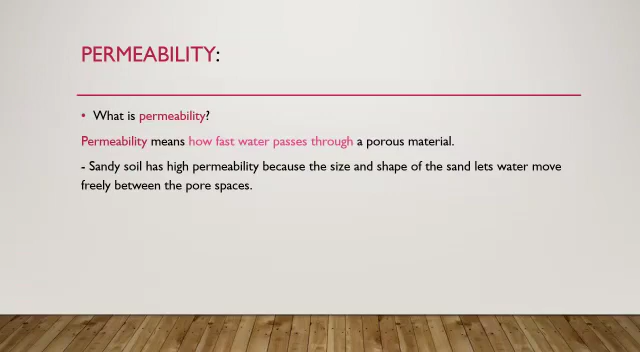 PERMEABILITY:
• What is permeability?
Permeability means how fast water passes through a porous material.
- Sandy soil has high permeability because the size and shape of the sand lets water move
freely between the pore spaces.